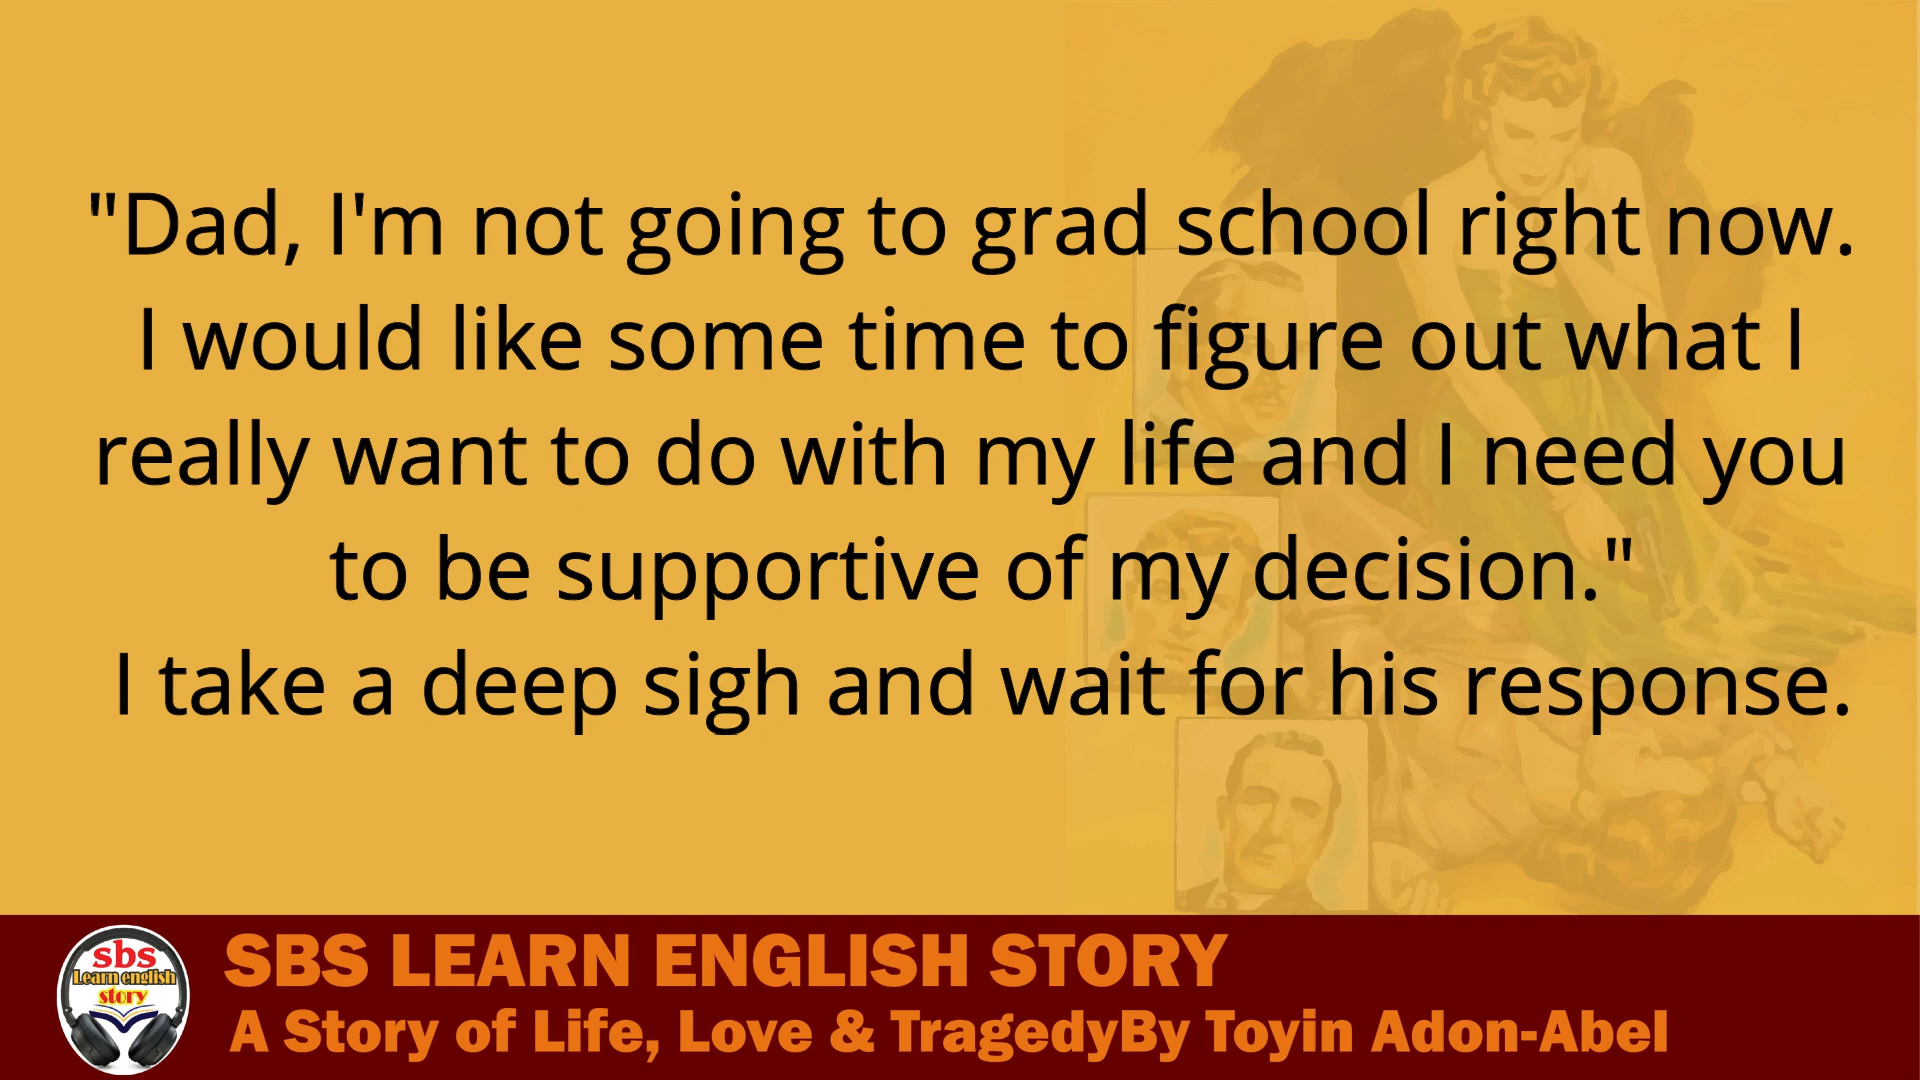 "Dad, I'm not going to grad school right now.
I would like some time to figure out what I
really want to do with my life and I need you
to be supportive of my decision."
I take a deep sigh and wait for his response.
sbs
Learn english
story
SBS LEARN ENGLISH STORY
A Story of Life, Love & TragedyBy Toyin Adon-Abel